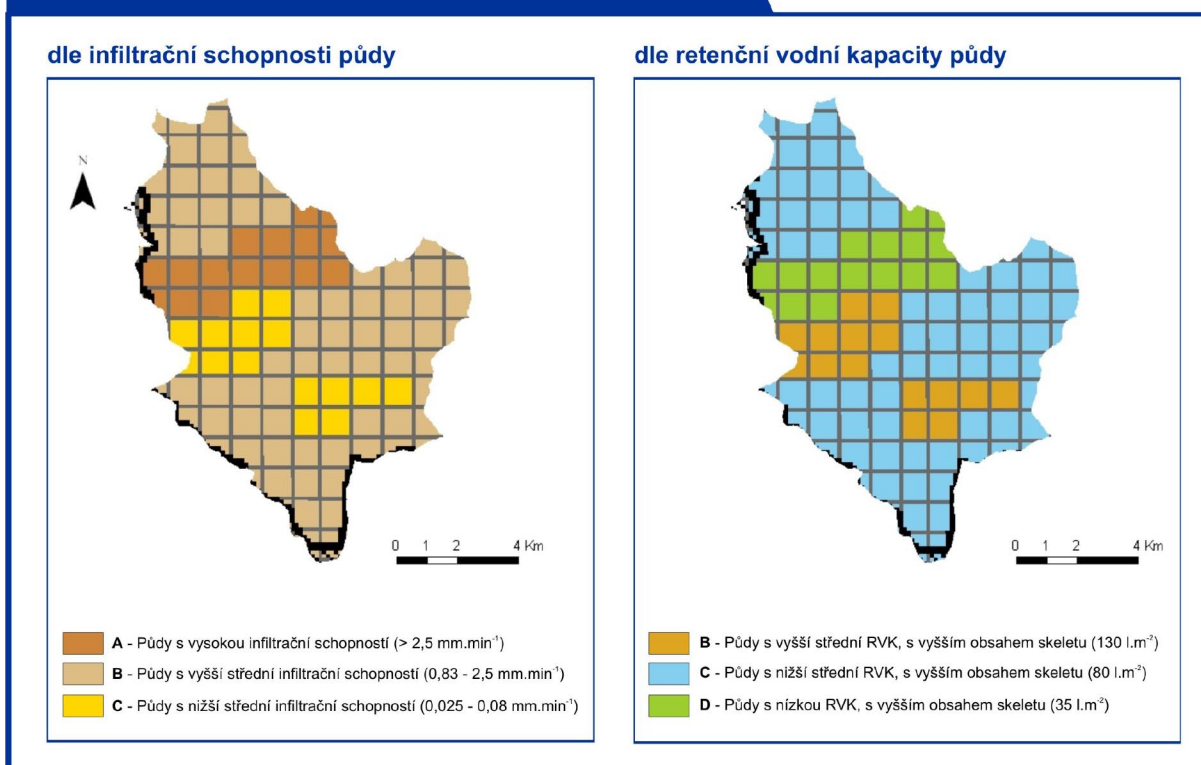 dle infiltrační schopnosti půdy
N
0 1 2 4 Km
A - Půdy s vysokou infiltrační schopností (> 2,5 mm.min⁻¹)
B - Půdy s vyšší střední infiltrační schopností (0,83 - 2,5 mm.min⁻¹)
C - Půdy s nižší střední infiltrační schopností (0,025 - 0,08 mm.min⁻¹)
dle retenční vodní kapacity půdy
0 1 2 4 Km
B - Půdy s vyšší střední RVK, s vyšším obsahem skeletu (130 l.m⁻²)
C - Půdy s nižší střední RVK, s vyšším obsahem skeletu (80 l.m⁻²)
D - Půdy s nízkou RVK, s vyšším obsahem skeletu (35 l.m⁻²)